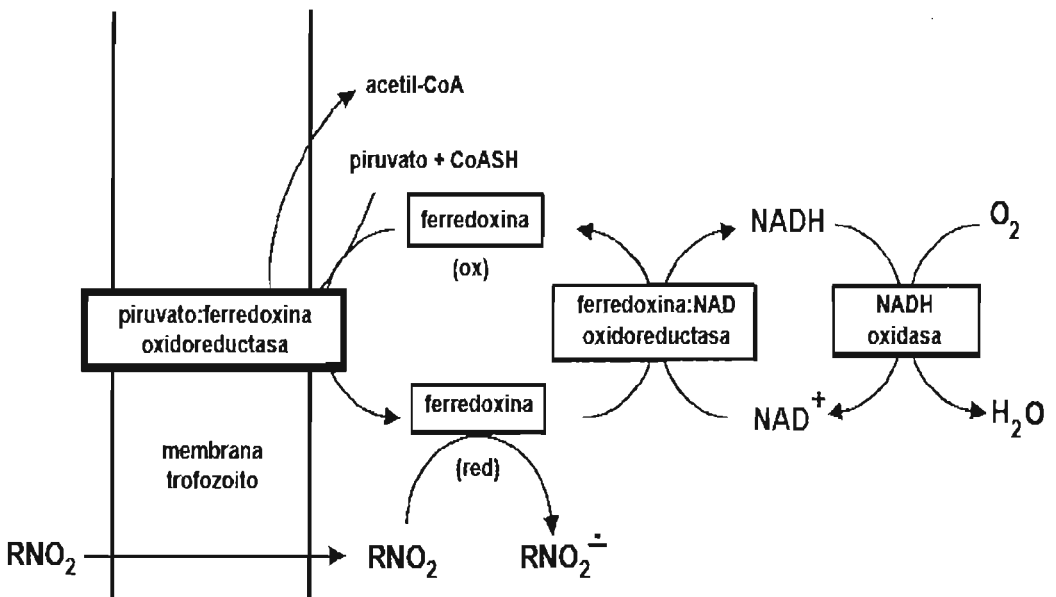 acetil-CoA
piruvato + CoASH
ferredoxina
(ox)
NADH
O₂
piruvato:ferredoxina
oxidoreductasa
ferredoxina:NAD
oxidoreductasa
NADH
oxidasa
ferredoxina
(red)
NAD⁺
H₂O
membrana
trofozoito
RNO₂
RNO₂
RNO₂∸